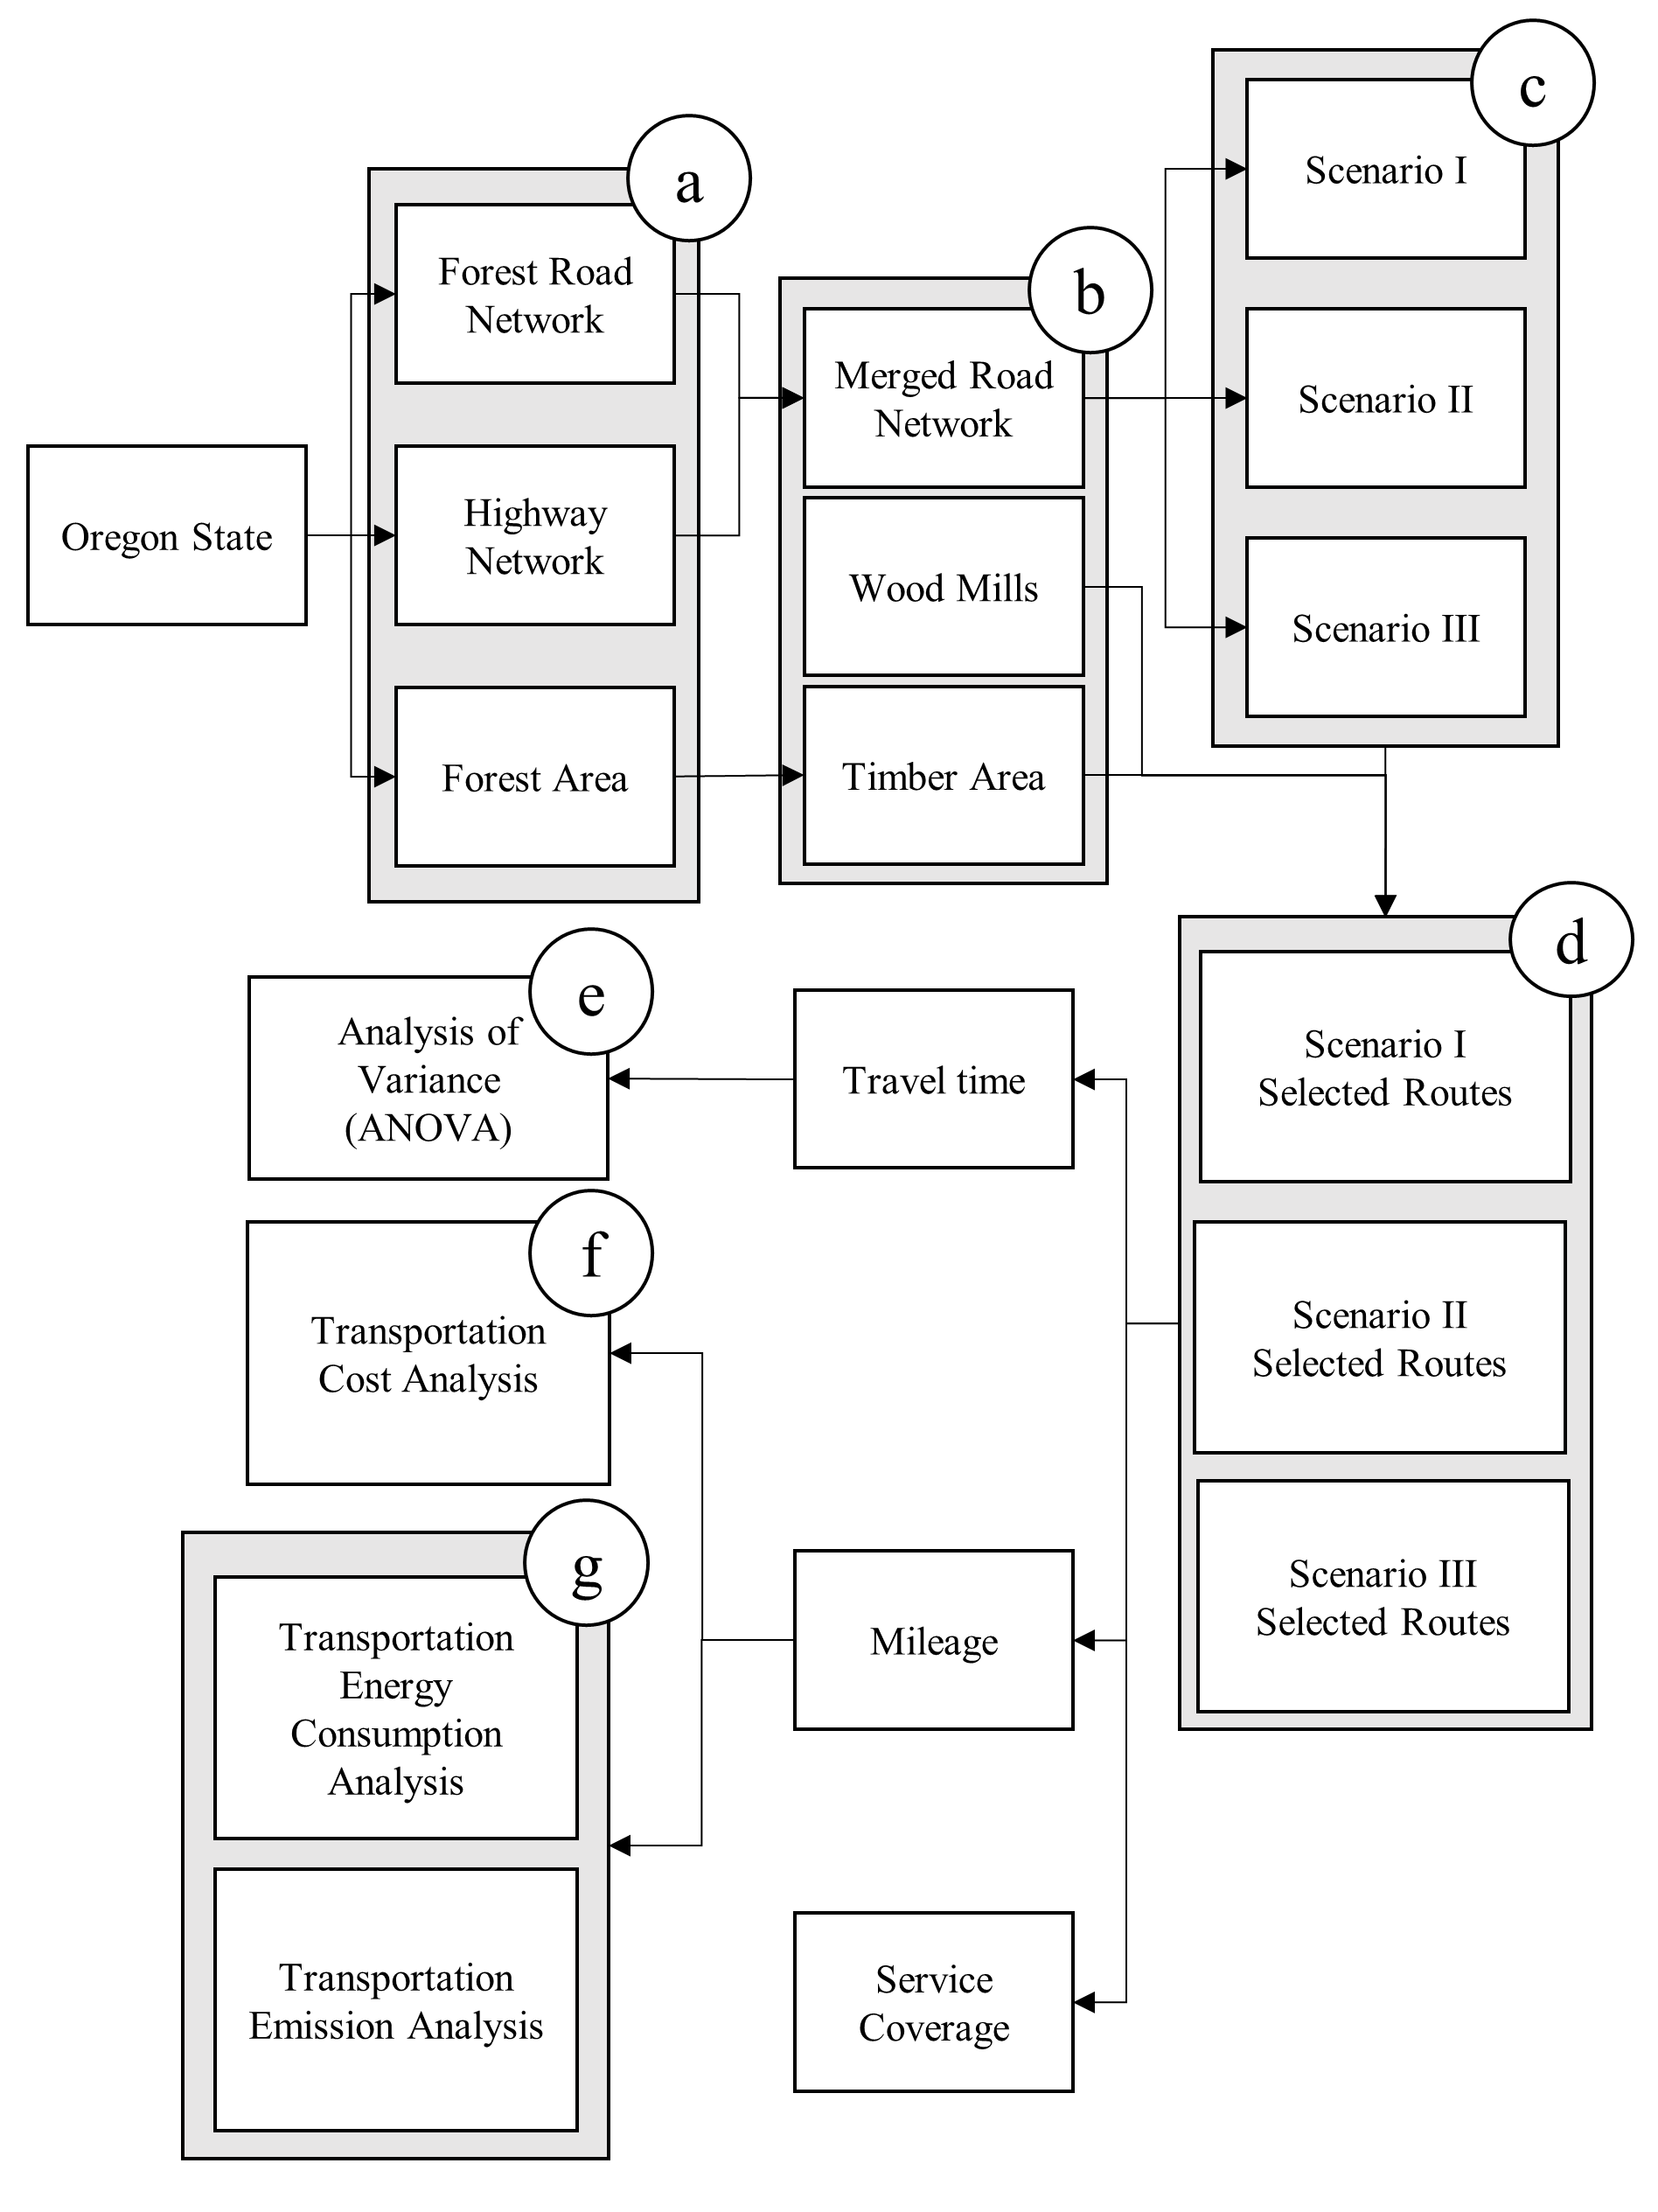 Oregon State
a
Forest Road
Network
Highway
Network
Forest Area
b
Merged Road
Network
Wood Mills
Timber Area
c
Scenario I
Scenario II
Scenario III
d
Scenario I
Selected Routes
Scenario II
Selected Routes
Scenario III
Selected Routes
Travel time
Mileage
Service
Coverage
e
Analysis of
Variance
(ANOVA)
f
Transportation
Cost Analysis
g
Transportation
Energy
Consumption
Analysis
Transportation
Emission Analysis